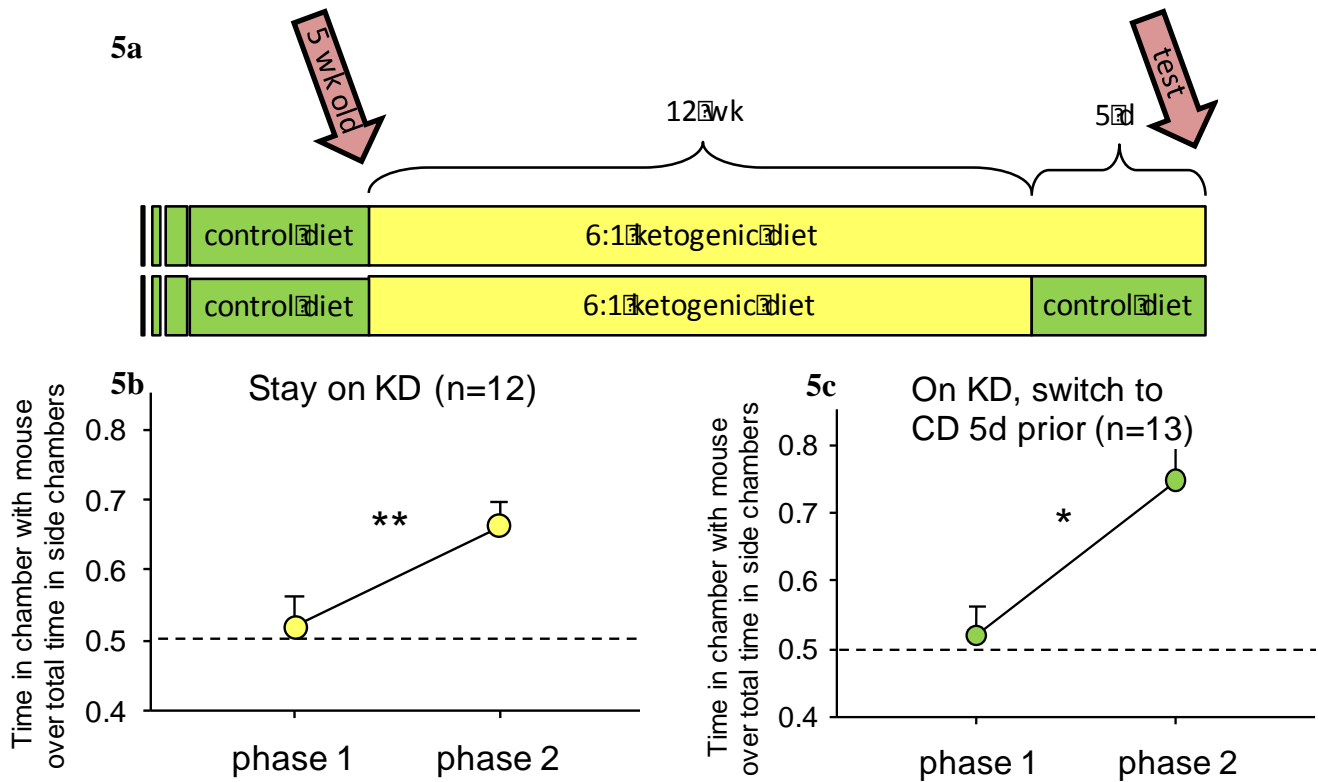 5a
5 wk old
test
12�wk
5�d
control�diet
6:1�ketogenic�diet
control�diet
6:1�ketogenic�diet
control�diet
5b
Stay on KD (n=12)
Time in chamber with mouse
over total time in side chambers
0.8
0.7
**
0.6
0.5
0.4
phase 1
phase 2
5c
On KD, switch to
CD 5d prior (n=13)
Time in chamber with mouse
over total time in side chambers
0.8
0.7
*
0.6
0.5
0.4
phase 1
phase 2